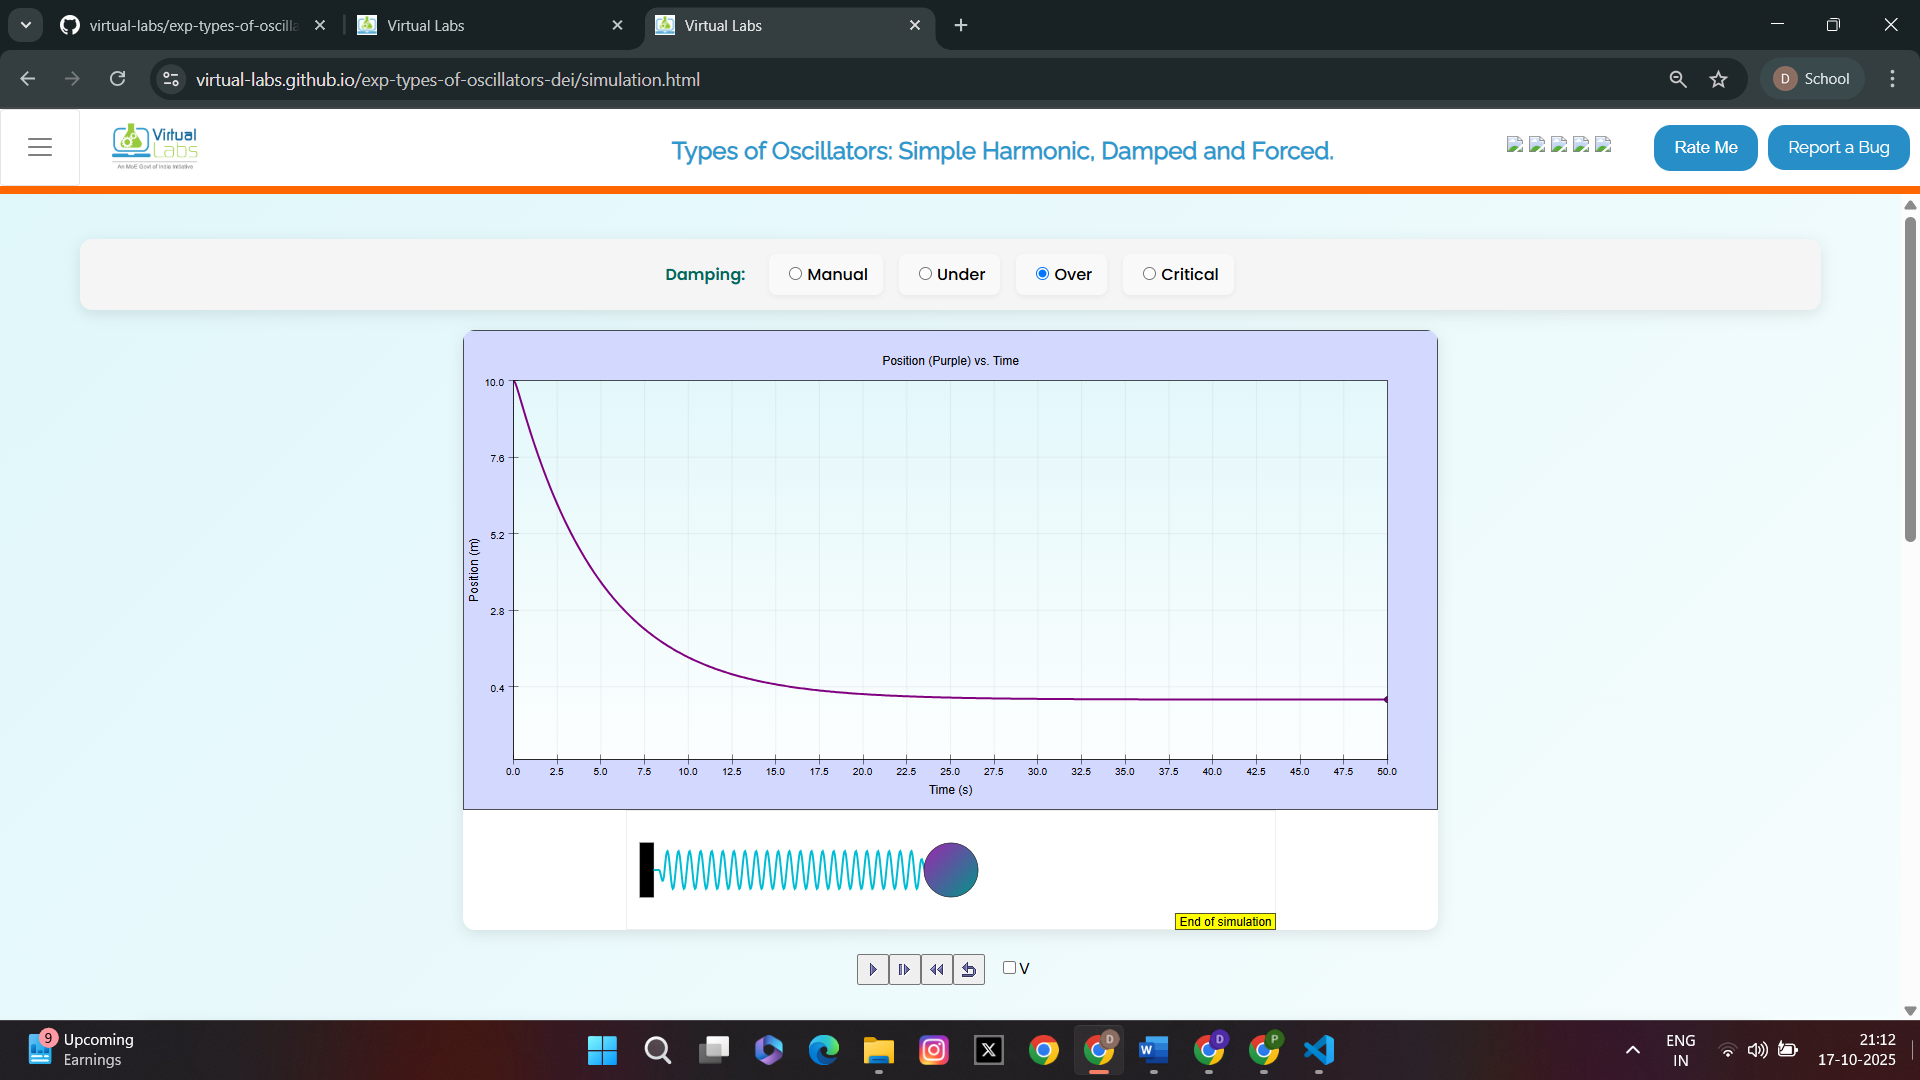 virtual-labs/exp-types-of-oscilla
Virtual Labs
Virtual Labs
virtual-labs.github.io/exp-types-of-oscillators-dei/simulation.html
D School
Virtual
Labs
An MoE Govt of India Initiative
Types of Oscillators: Simple Harmonic, Damped and Forced.
Rate Me
Report a Bug
Damping: Manual Under Over Critical
Position (Purple) vs. Time
10.0
7.6
5.2
2.8
0.4
Position (m)
0.0 2.5 5.0 7.5 10.0 12.5 15.0 17.5 20.0 22.5 25.0 27.5 30.0 32.5 35.0 37.5 40.0 42.5 45.0 47.5 50.0
Time (s)
End of simulation
V
9
Upcoming
Earnings
D
W
D
P
ENG
IN
21:12
17-10-2025